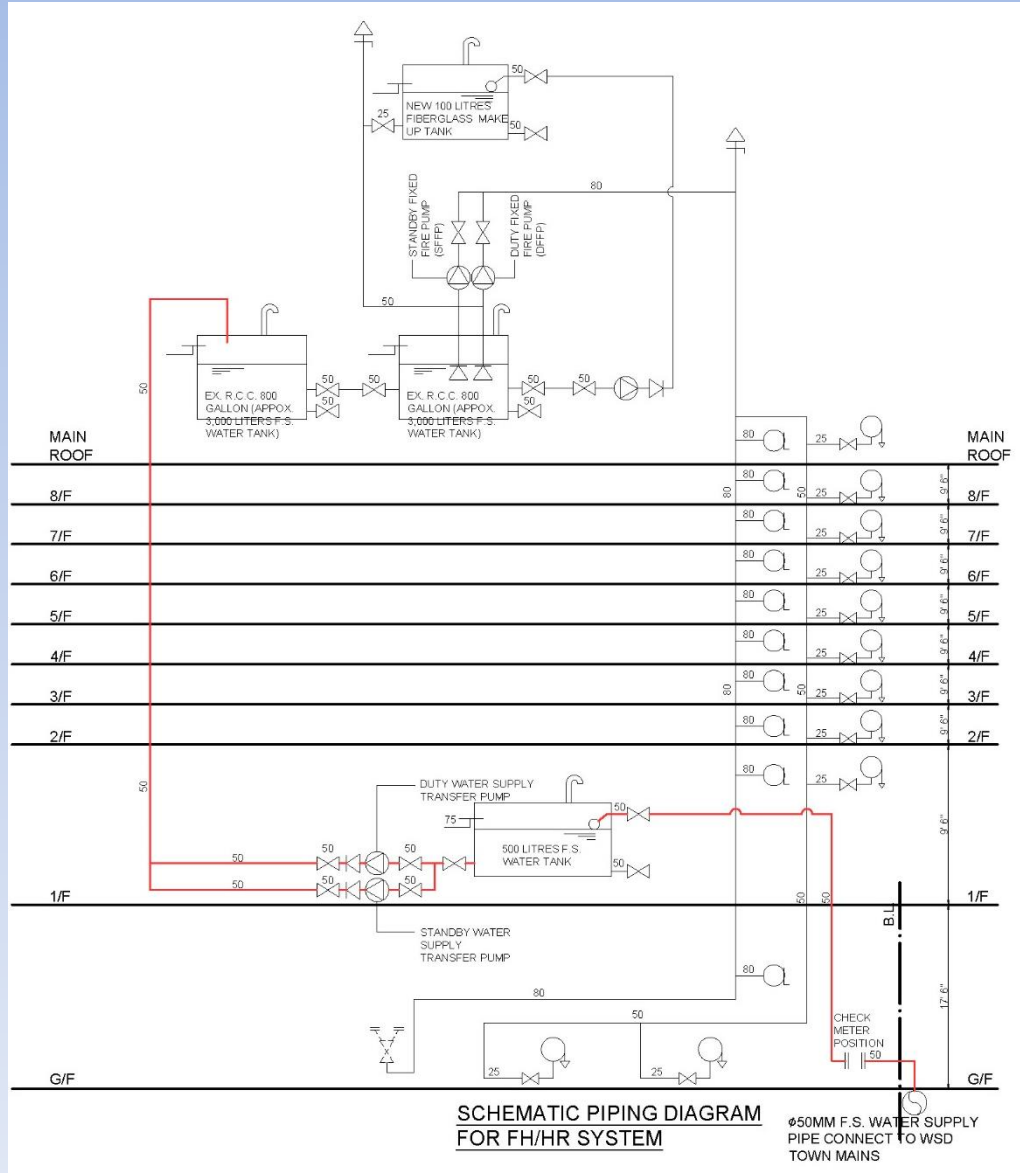 50
25
NEW 100 LITRES
FIBERGLASS MAKE
UP TANK
50
80
STANDBY FIXED
FIRE PUMP
(SFFP)
DUTY FIXED
FIRE PUMP
(DFFP)
50
50
EX. R.C.C. 800
GALLON (APPOX.
3,000 LITERS F.S.
WATER TANK)
50
50
50
EX. R.C.C. 800
GALLON (APPOX.
3,000 LITERS F.S.
WATER TANK)
50
50
50
MAIN
ROOF
80
25
MAIN
ROOF
8/F
80
80
50
25
9' 6"
8/F
7/F
80
25
9' 6"
7/F
6/F
80
25
9' 6"
6/F
5/F
80
25
9' 6"
5/F
4/F
80
25
9' 6"
4/F
3/F
80
80
50
25
9' 6"
3/F
2/F
80
25
9' 6"
2/F
50
DUTY WATER SUPPLY
TRANSFER PUMP
80
25
9' 6"
75
50
500 LITRES F.S.
WATER TANK
50
50
50
50
50
50
50
1/F
50
50
B.L.
1/F
STANDBY WATER
SUPPLY
TRANSFER PUMP
80
80
17' 6"
50
CHECK
METER
POSITION
50
25
25
G/F
G/F
SCHEMATIC PIPING DIAGRAM
FOR FH/HR SYSTEM
φ50MM F.S. WATER SUPPLY
PIPE CONNECT TO WSD
TOWN MAINS